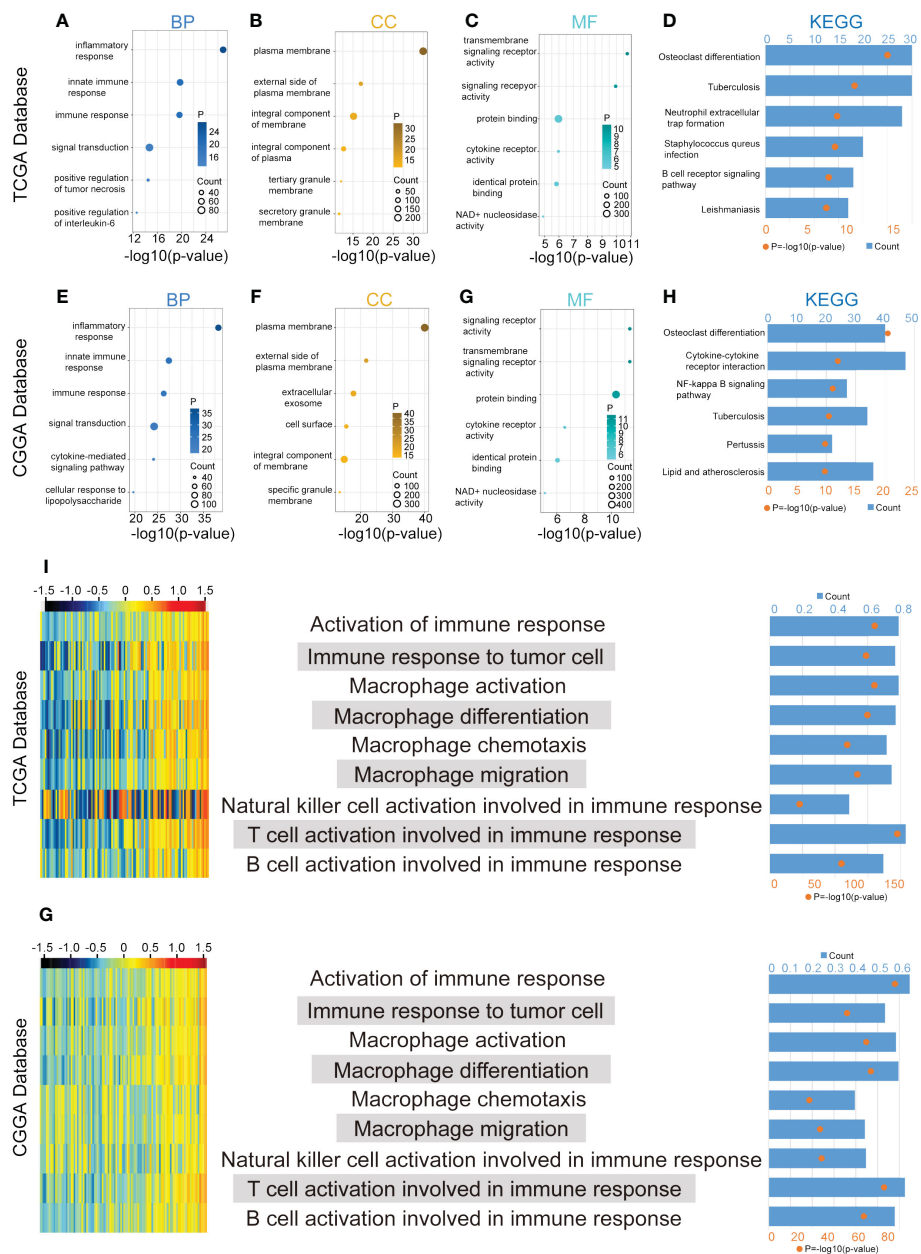 A
BP
TCGA Database
inflammatory
response
innate immune
response
immune response
signal transduction
positive regulation
of tumor necrosis
positive regulation
of interleukin-6
P
24
20
16
Count
40
60
80
12 16 20 24
-log10(p-value)
B
CC
plasma membrane
external side of
plasma membrane
integral component
of membrane
integral component
of plasma
tertiary granule
membrane
secretory granule
membrane
P
30
25
20
15
Count
50
100
150
200
15 20 25 30
-log10(p-value)
C
MF
transmembrane
signaling receptor
activity
signaling recepyor
activity
protein binding
cytokine receptor
activity
identical protein
binding
NAD+ nucleosidase
activity
P
10
9
8
7
6
5
Count
100
200
300
5 6 7 8 9 10 11
-log10(p-value)
D
KEGG
0 5 10 15 20 25 30
Osteoclast differentiation
Tuberculosis
Neutrophil extracellular
trap formation
Staphylococcus qureus
infection
B cell receptor signaling
pathway
Leishmaniasis
0 5 10 15
P=-log10(p-value) Count
E
BP
CGGA Database
inflammatory
response
innate immune
response
immune response
signal transduction
cytokine-mediated
signaling pathway
cellular response to
lipopolysaccharide
P
35
30
25
20
Count
40
60
80
100
20 25 30 35
-log10(p-value)
F
CC
plasma membrane
external side of
plasma membrane
extracellular
exosome
cell surface
integral component
of membrane
specific granule
membrane
P
40
35
30
25
20
15
Count
100
200
300
20 30 40
-log10(p-value)
G
MF
signaling receptor
activity
transmembrane
signaling receptor
activity
protein binding
cytokine receptor
activity
identical protein
binding
NAD+ nucleosidase
activity
P
11
10
9
8
7
6
Count
100
200
300
400
6 8 10
-log10(p-value)
H
KEGG
0 10 20 30 40 50
Osteoclast differentiation
Cytokine-cytokine
receptor interaction
NF-kappa B signaling
pathway
Tuberculosis
Pertussis
Lipid and atherosclerosis
0 5 10 15 20 25
P=-log10(p-value) Count
I
TCGA Database
-1.5 -1.0 -0.5 0 0.5 1.0 1.5
Activation of immune response
Immune response to tumor cell
Macrophage activation
Macrophage differentiation
Macrophage chemotaxis
Macrophage migration
Natural killer cell activation involved in immune response
T cell activation involved in immune response
B cell activation involved in immune response
Count
0 0.2 0.4 0.6 0.8
0 50 100 150
P=-log10(p-value)
G
CGGA Database
-1.5 -1.0 -0.5 0 0.5 1.0 1.5
Activation of immune response
Immune response to tumor cell
Macrophage activation
Macrophage differentiation
Macrophage chemotaxis
Macrophage migration
Natural killer cell activation involved in immune response
T cell activation involved in immune response
B cell activation involved in immune response
Count
0 0.1 0.2 0.3 0.4 0.5 0.6
0 20 40 60 80
P=-log10(p-value)